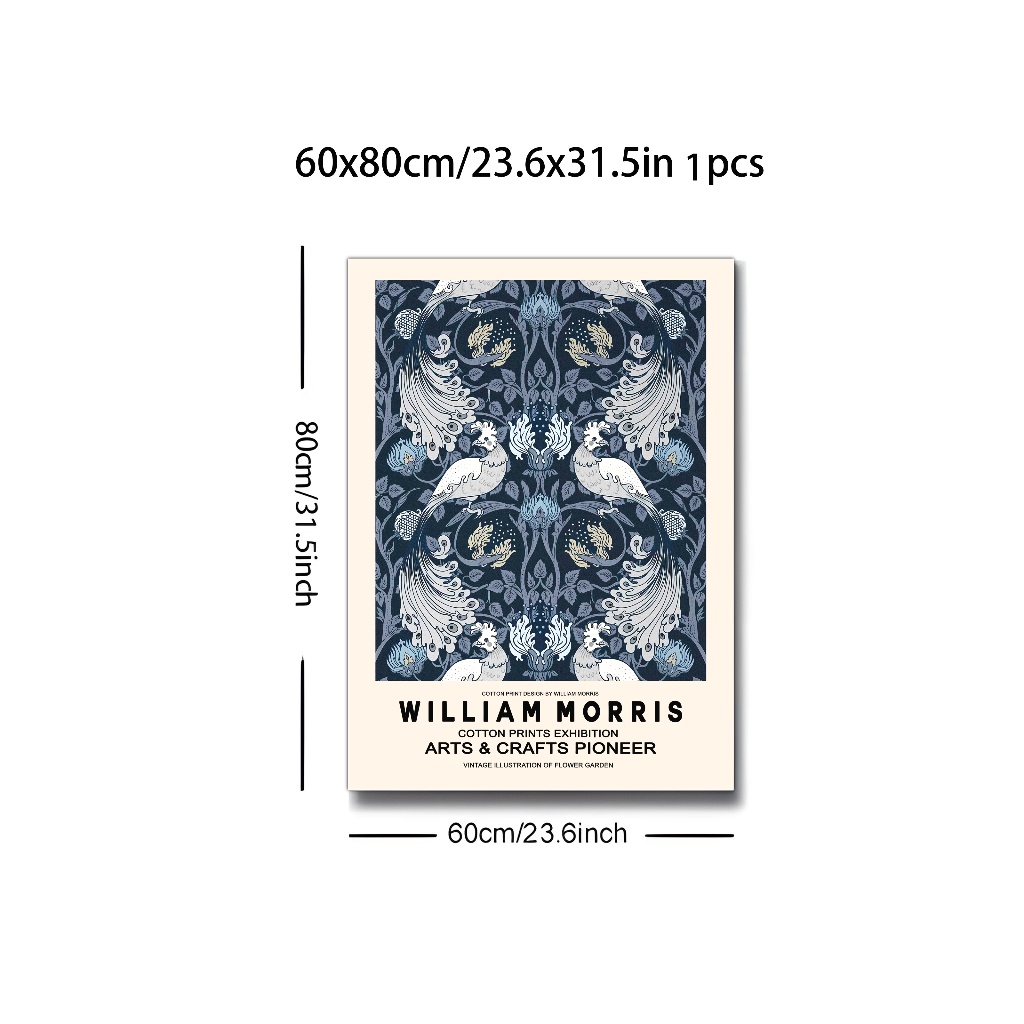 60x80cm/23.6x31.5in 1pcs
80cm/31.5inch
COTTON PRINT DESIGN BY WILLIAM MORRIS
WILLIAM MORRIS
COTTON PRINTS EXHIBITION
ARTS & CRAFTS PIONEER
VINTAGE ILLUSTRATION OF FLOWER GARDEN
60cm/23.6inch